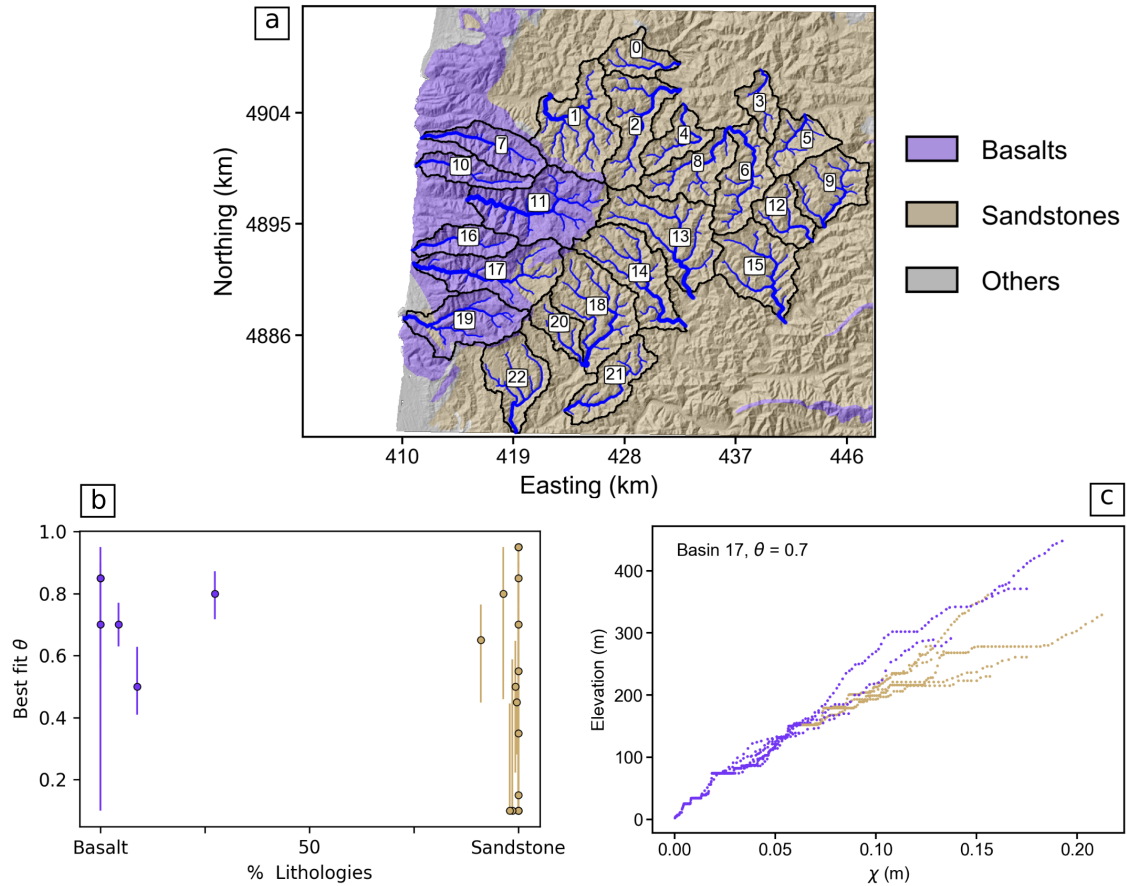 a
Northing (km)
4904
4895
4886
0
1
2
3
4
5
6
7
8
9
10
11
12
13
14
15
16
17
18
19
20
21
22
410 419 428 437 446
Easting (km)
Basalts
Sandstones
Others
b
Best fit θ
1.0
0.8
0.6
0.4
0.2
Basalt 50 Sandstone
% Lithologies
c
Basin 17, θ = 0.7
Elevation (m)
400
300
200
100
0
0.00 0.05 0.10 0.15 0.20
χ (m)